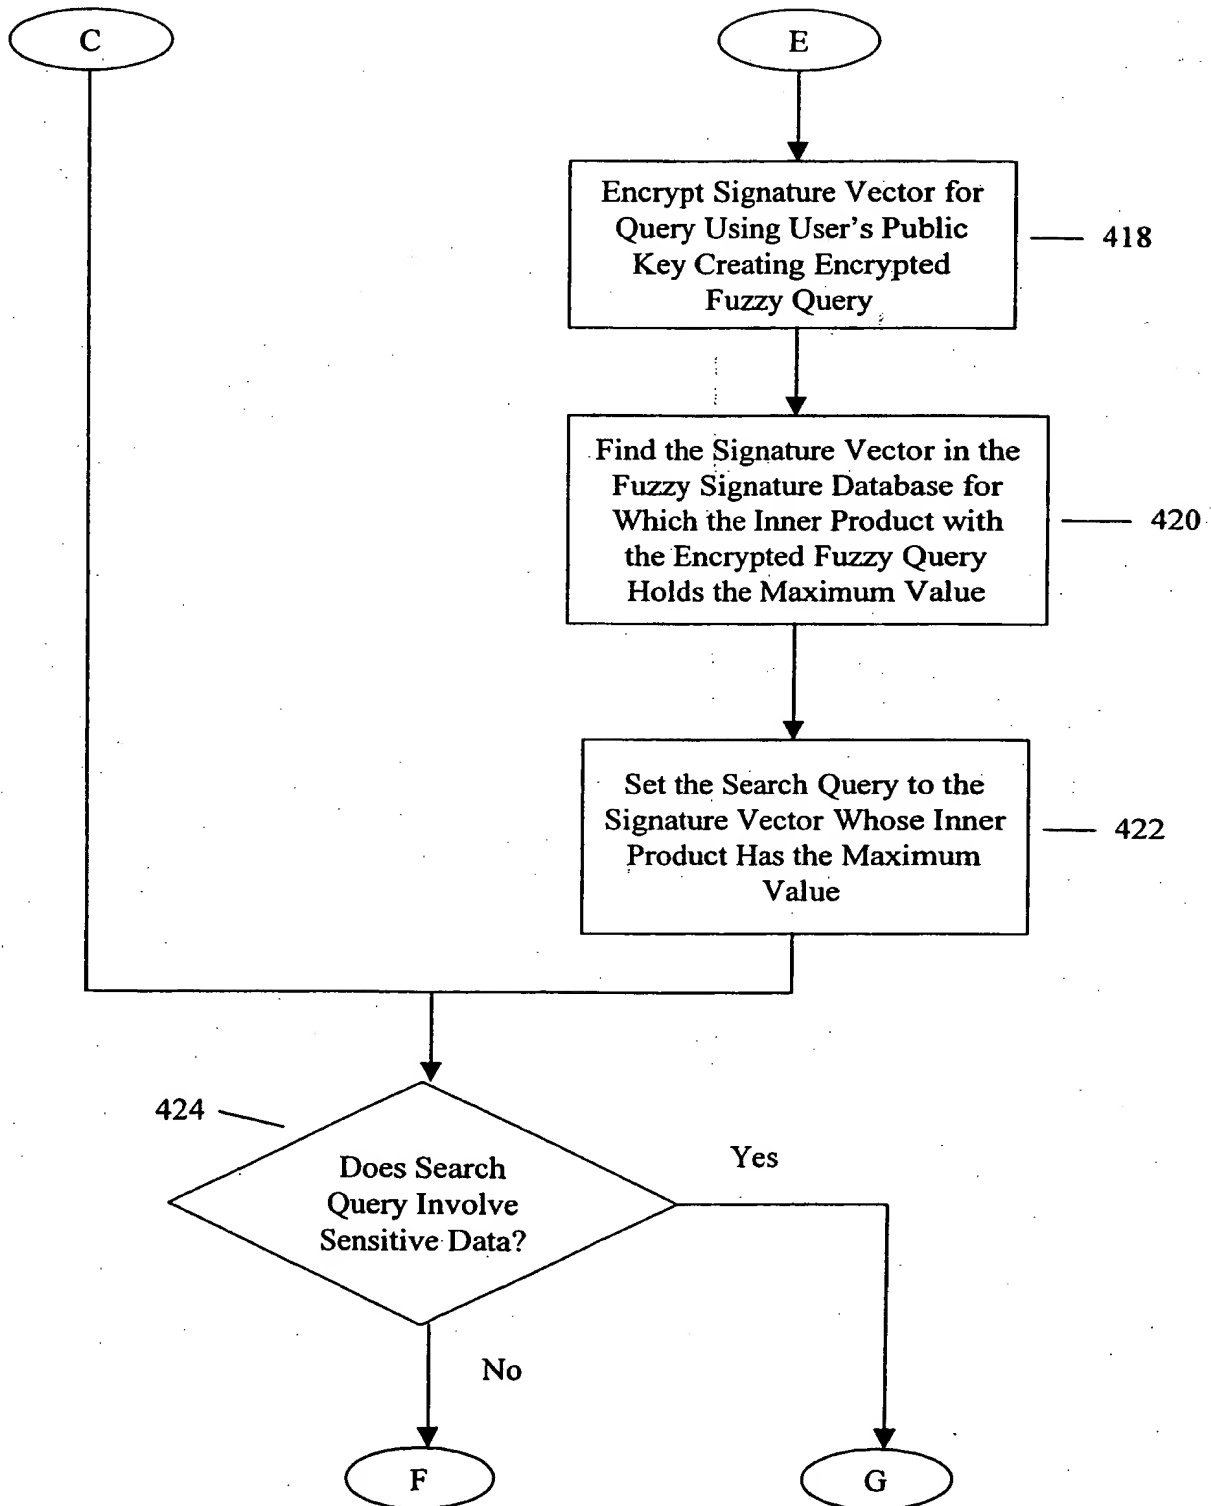 C
E
Encrypt Signature Vector for
Query Using User's Public
Key Creating Encrypted
Fuzzy Query
418
Find the Signature Vector in the
Fuzzy Signature Database for
Which the Inner Product with
the Encrypted Fuzzy Query
Holds the Maximum Value
420
Set the Search Query to the
Signature Vector Whose Inner
Product Has the Maximum
Value
422
424
Does Search
Query Involve
Sensitive Data?
Yes
No
F
G